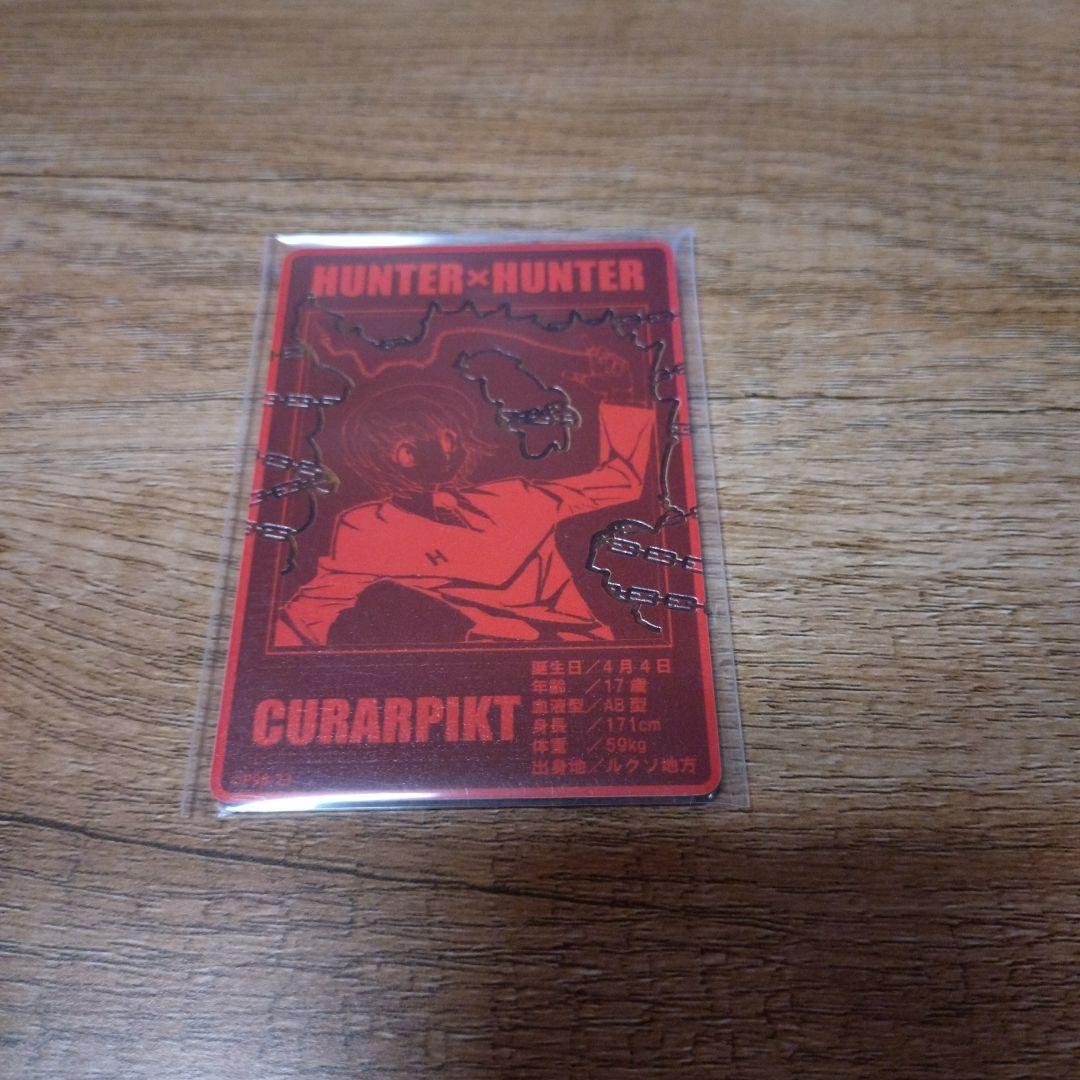 HUNTER×HUNTER
H
CURARPIKT
誕生日／4月4日
年齢　／17歳
血液型／AB型
身長　／171cm
体重　／59kg
出身地／ルクソ地方